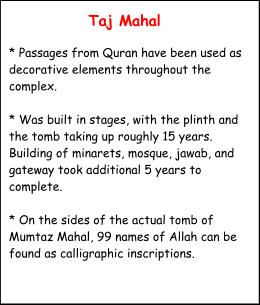 Taj Mahal
* Passages from Quran have been used as
decorative elements throughout the
complex.
* Was built in stages, with the plinth and
the tomb taking up roughly 15 years.
Building of minarets, mosque, jawab, and
gateway took additional 5 years to
complete.
* On the sides of the actual tomb of
Mumtaz Mahal, 99 names of Allah can be
found as calligraphic inscriptions.